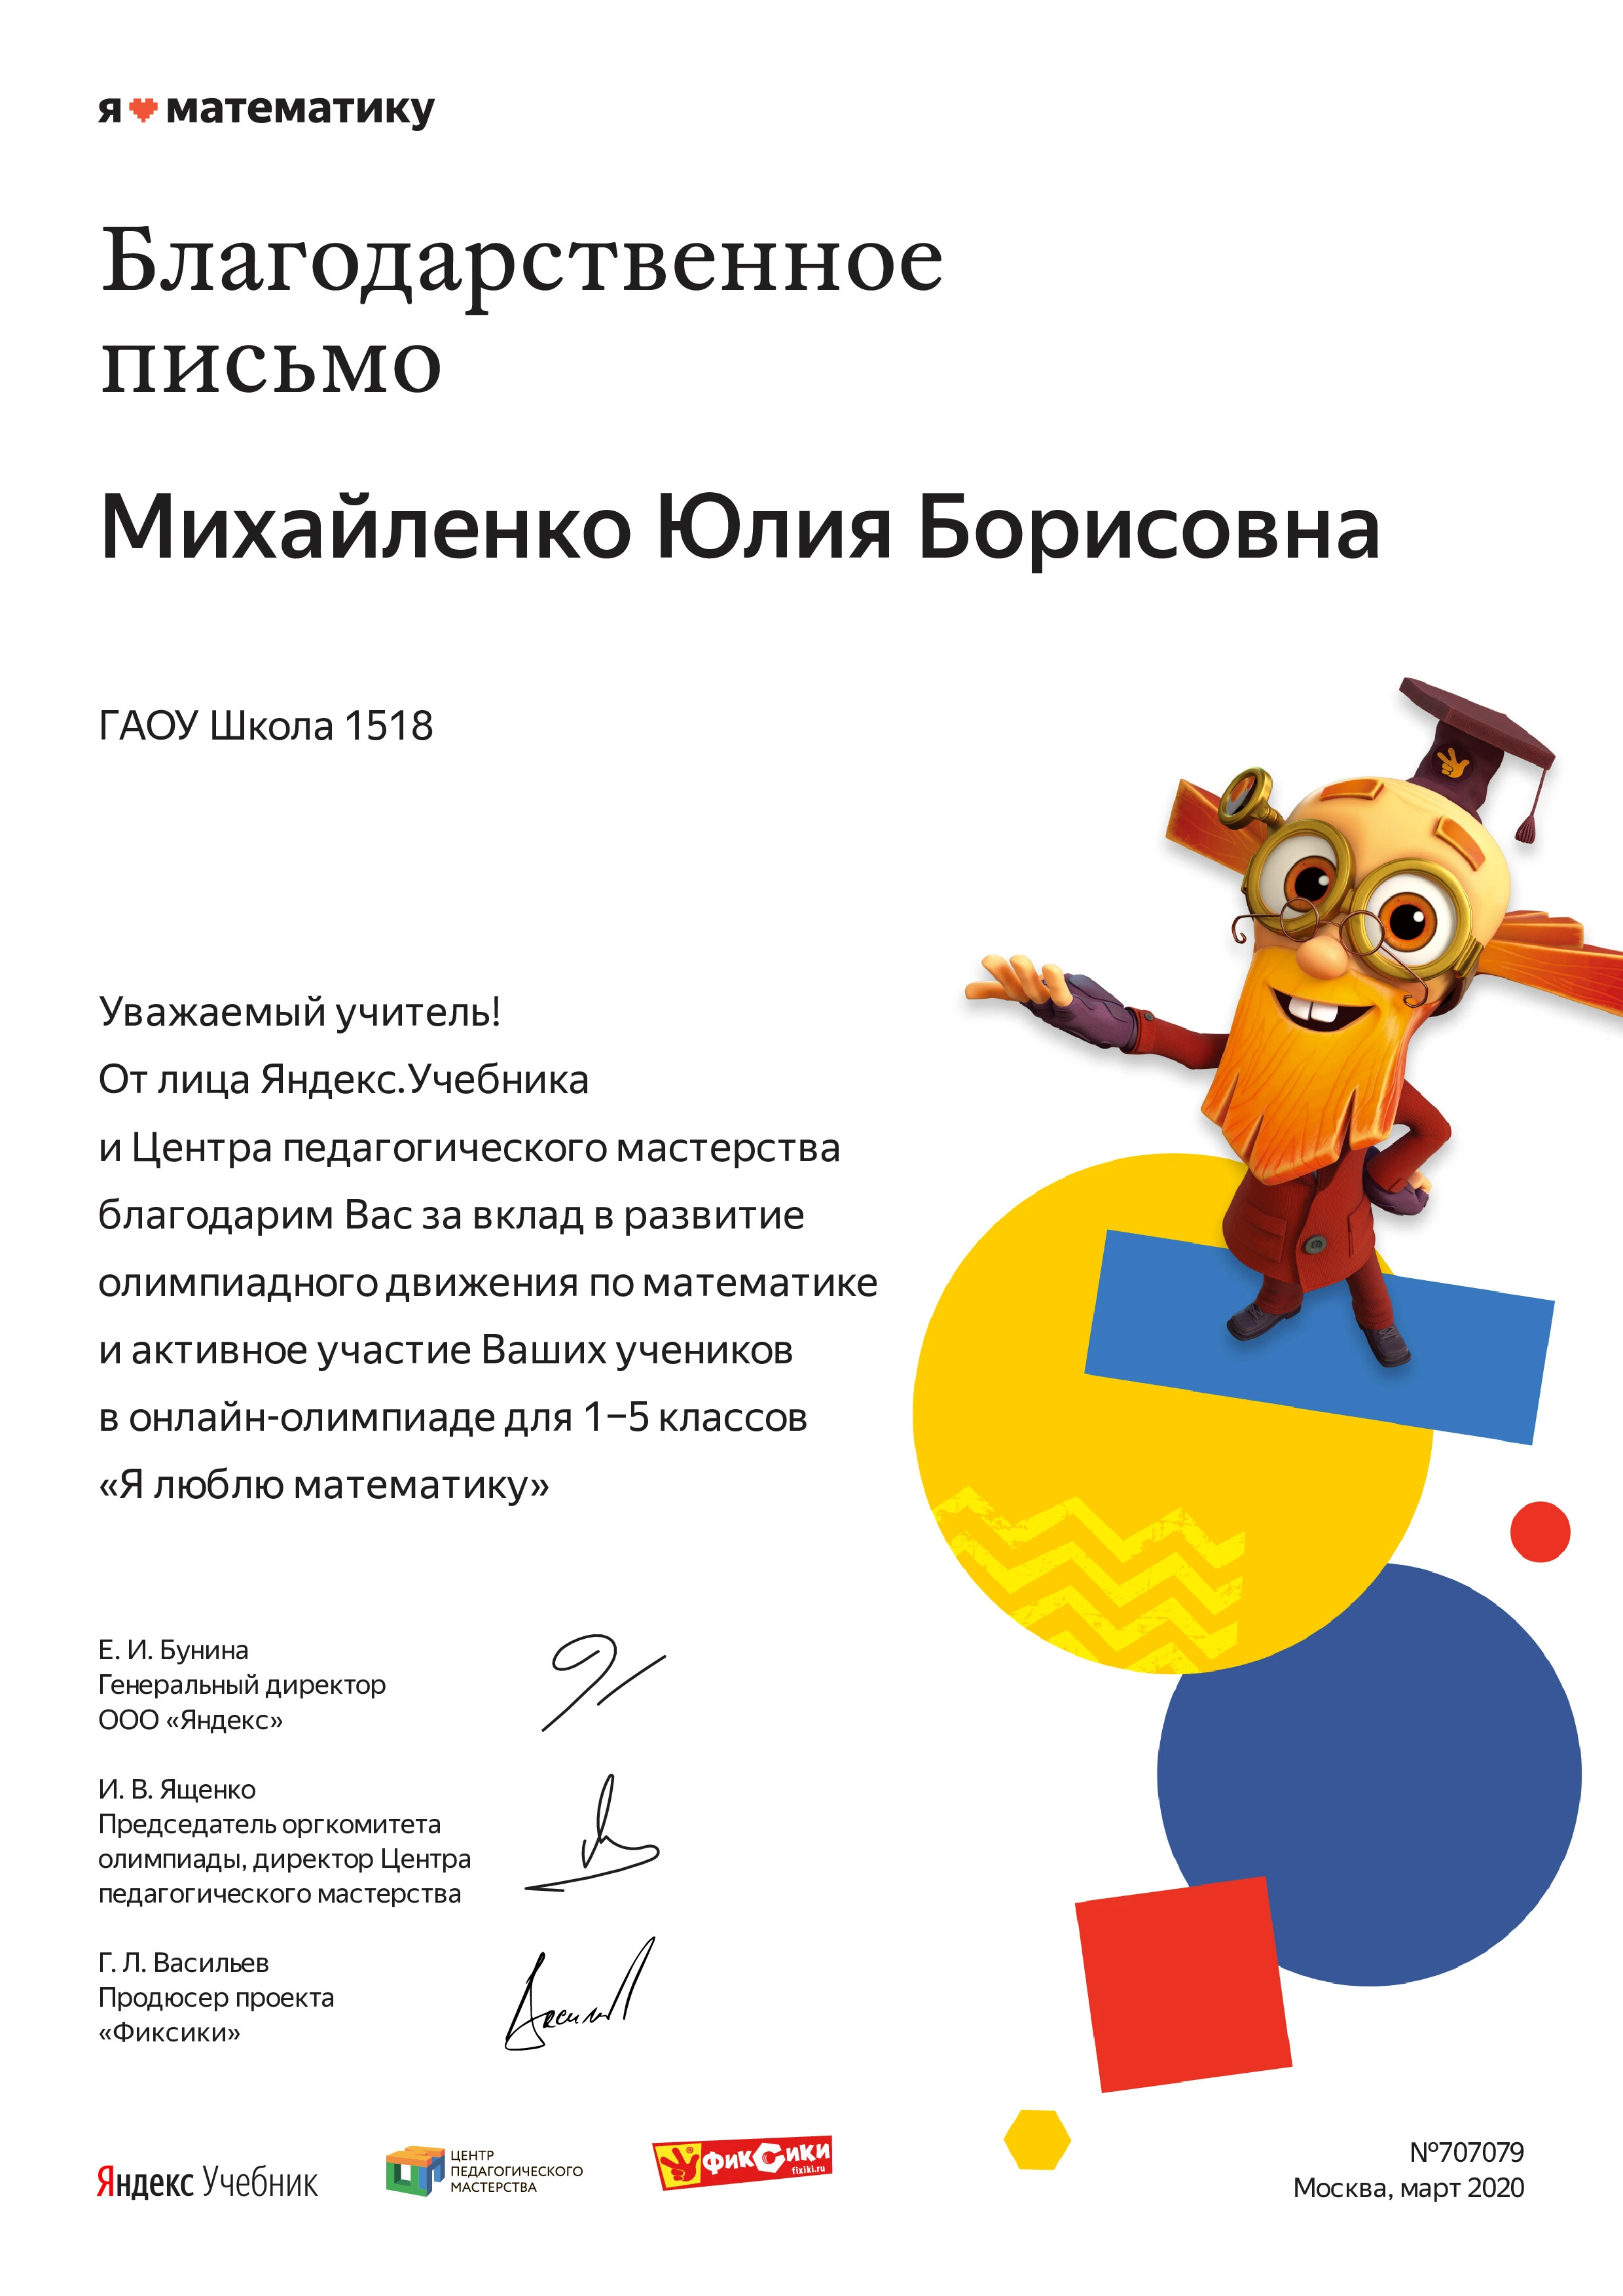 я математику
Благодарственное
письмо
Михайленко Юлия Борисовна
ГАОУ Школа 1518
Уважаемый учитель!
От лица Яндекс.Учебника
и Центра педагогического мастерства
благодарим Вас за вклад в развитие
олимпиадного движения по математике
и активное участие Ваших учеников
в онлайн-олимпиаде для 1–5 классов
«Я люблю математику»
Е. И. Бунина
Генеральный директор
ООО «Яндекс»
И. В. Ященко
Председатель оргкомитета
олимпиады, директор Центра
педагогического мастерства
Г. Л. Васильев
Продюсер проекта
«Фиксики»
Яндекс Учебник
ЦЕНТР
ПЕДАГОГИЧЕСКОГО
МАСТЕРСТВА
ФИКСИКИ
fixiki.ru
№707079
Москва, март 2020